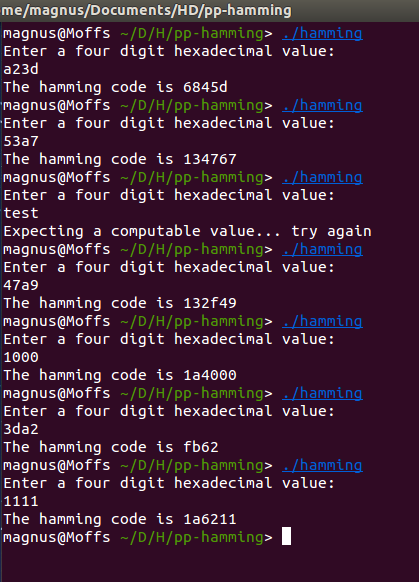 me/magnus/Documents/HD/pp-hamming
magnus@Moffs ~/D/H/pp-hamming> ./hamming
Enter a four digit hexadecimal value:
a23d
The hamming code is 6845d
magnus@Moffs ~/D/H/pp-hamming> ./hamming
Enter a four digit hexadecimal value:
53a7
The hamming code is 134767
magnus@Moffs ~/D/H/pp-hamming> ./hamming
Enter a four digit hexadecimal value:
test
Expecting a computable value... try again
magnus@Moffs ~/D/H/pp-hamming> ./hamming
Enter a four digit hexadecimal value:
47a9
The hamming code is 132f49
magnus@Moffs ~/D/H/pp-hamming> ./hamming
Enter a four digit hexadecimal value:
1000
The hamming code is 1a4000
magnus@Moffs ~/D/H/pp-hamming> ./hamming
Enter a four digit hexadecimal value:
3da2
The hamming code is fb62
magnus@Moffs ~/D/H/pp-hamming> ./hamming
Enter a four digit hexadecimal value:
1111
The hamming code is 1a6211
magnus@Moffs ~/D/H/pp-hamming>